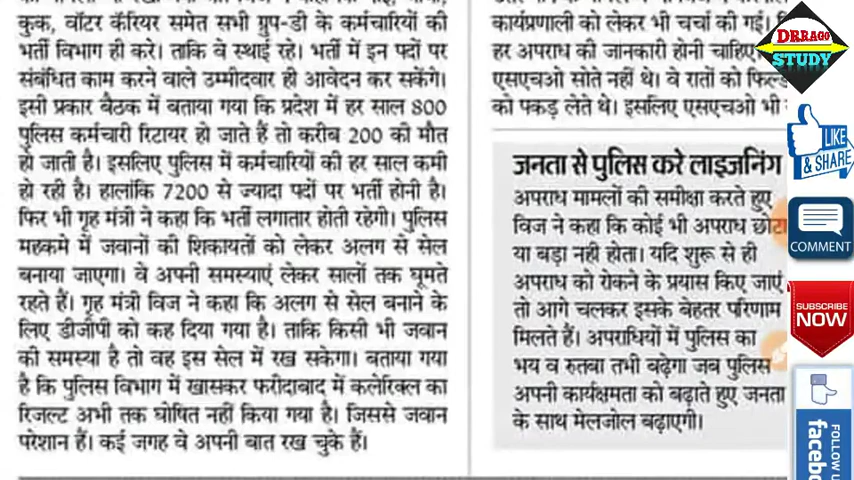 कुक, वॉटर कॅरियर समेत सभी ग्रुप-डी के कर्मचारियों की
भर्ती विभाग ही करे। ताकि वे स्थाई रहे। भर्ती में इन पदों पर
संबंधित काम करने वाले उम्मीदवार ही आवेदन कर सकेंगे।
इसी प्रकार बैठक में बताया गया कि प्रदेश में हर साल 800
पुलिस कर्मचारी रिटायर हो जाते हैं तो करीब 200 की मौत
हो जाती है। इसलिए पुलिस में कर्मचारियों की हर साल कमी
हो रही है। हालांकि 7200 से ज्यादा पदों पर भर्ती होनी है।
फिर भी गृह मंत्री ने कहा कि भर्ती लगातार होती रहेगी। पुलिस
महकमे में जवानों की शिकायतों को लेकर अलग से सेल
बनाया जाएगा। वे अपनी समस्याएं लेकर सालों तक घूमते
रहते हैं। गृह मंत्री विज ने कहा कि अलग से सेल बनाने के
लिए डीजीपी को कह दिया गया है। ताकि किसी भी जवान
की समस्या है तो वह इस सेल में रख सकेगा। बताया गया
है कि पुलिस विभाग में खासकर फरीदाबाद में कलेरिक्ल का
रिजल्ट अभी तक घोषित नहीं किया गया है। जिससे जवान
परेशान हैं। कई जगह वे अपनी बात रख चुके हैं।
कार्यप्रणाली को लेकर भी चर्चा की गई।
हर अपराध की जानकारी होनी चाहिए
एसएचओ सोते नहीं थे। वे रातों को फिल्ड
को पकड़ लेते थे। इसलिए एसएचओ भी
जनता से पुलिस करे लाइजनिंग
अपराध मामलों की समीक्षा करते हुए
विज ने कहा कि कोई भी अपराध छोटा
या बड़ा नही होता। यदि शुरू से ही
अपराध को रोकने के प्रयास किए जाएं
तो आगे चलकर इसके बेहतर परिणाम
मिलते हैं। अपराधियों में पुलिस का
भय व रुतबा तभी बढ़ेगा जब पुलिस
अपनी कार्यक्षमता को बढ़ाते हुए जनता
के साथ मेलजोल बढ़ाएगी।
DRRAGO
STUDY
LIKE
& SHARE
COMMENT
SUBSCRIBE
NOW
FOLLOW U
facebo